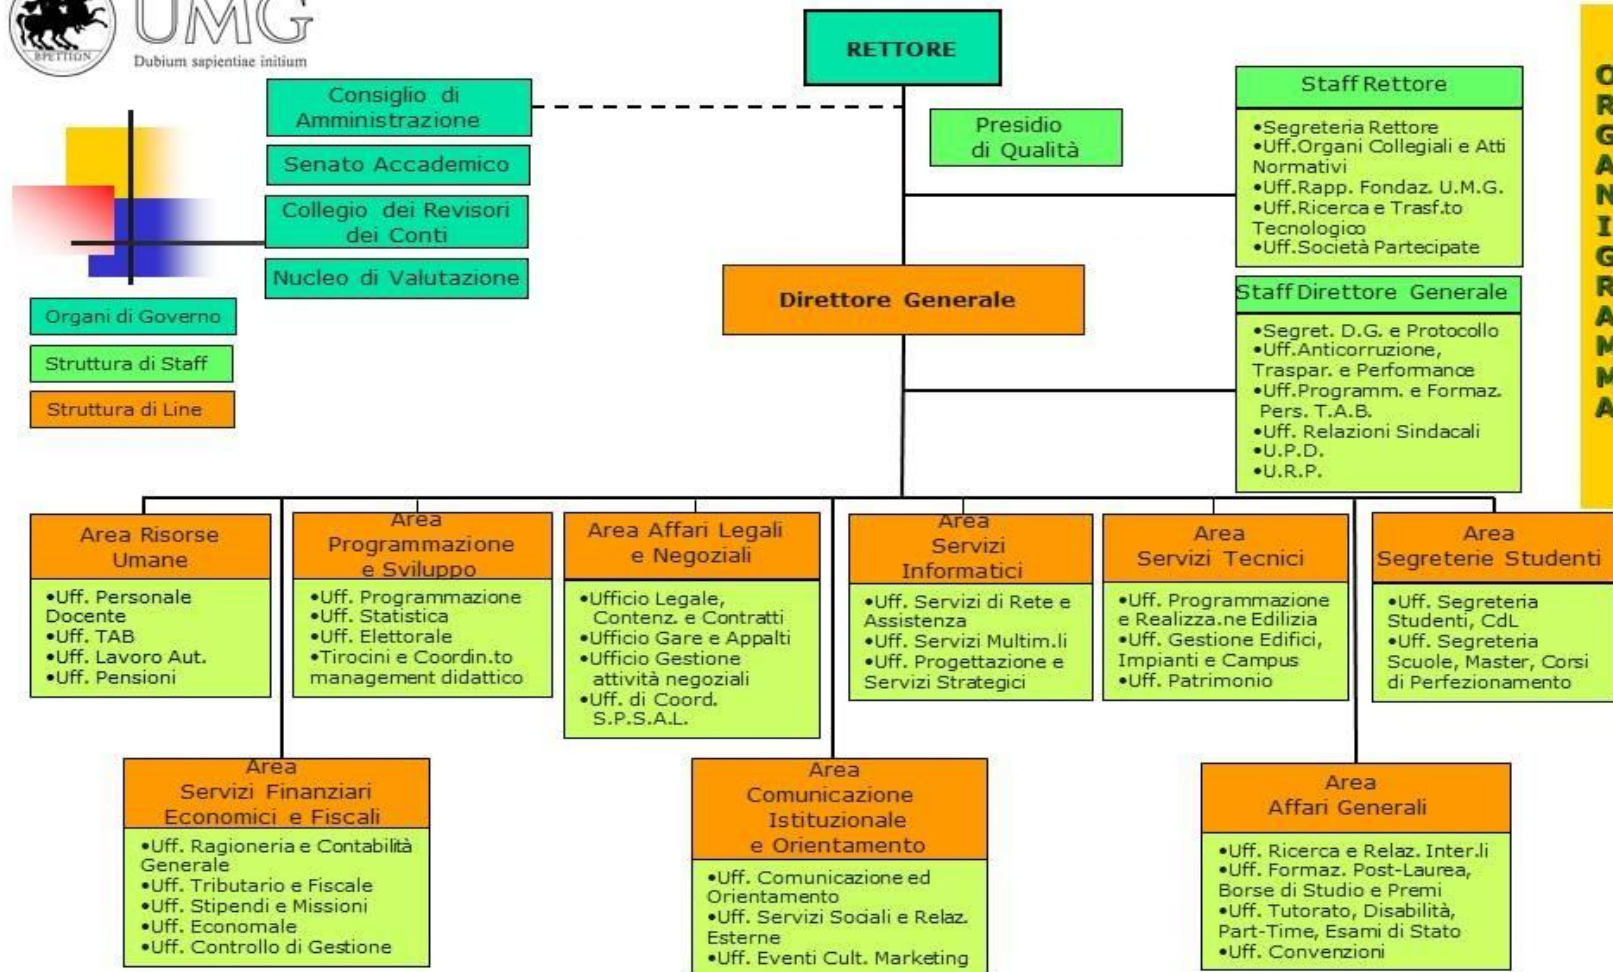 UMG
Dubium sapientiae initium
BPETTION
RETTORE
Consiglio di
Amministrazione
Senato Accademico
Collegio dei Revisori
dei Conti
Nucleo di Valutazione
Presidio
di Qualità
Staff Rettore
•Segreteria Rettore
•Uff.Organi Collegiali e Atti
Normativi
•Uff.Rapp. Fondaz. U.M.G.
•Uff.Ricerca e Trasf.to
Tecnologico
•Uff.Società Partecipate
ORGANIGRAMMA
Organi di Governo
Struttura di Staff
Struttura di Line
Direttore Generale
Staff Direttore Generale
•Segret. D.G. e Protocollo
•Uff.Anticorruzione,
Traspar. e Performance
•Uff.Programm. e Formaz.
Pers. T.A.B.
•Uff. Relazioni Sindacali
•U.P.D.
•U.R.P.
Area Risorse
Umane
•Uff. Personale
Docente
•Uff. TAB
•Uff. Lavoro Aut.
•Uff. Pensioni
Area
Programmazione
e Sviluppo
•Uff. Programmazione
•Uff. Statistica
•Uff. Elettorale
•Tirocini e Coordin.to
management didattico
Area Affari Legali
e Negoziali
•Ufficio Legale,
Contenz. e Contratti
•Ufficio Gare e Appalti
•Ufficio Gestione
attività negoziali
•Uff. di Coord.
S.P.S.A.L.
Area
Servizi
Informatici
•Uff. Servizi di Rete e
Assistenza
•Uff. Servizi Multim.li
•Uff. Progettazione e
Servizi Strategici
Area
Servizi Tecnici
•Uff. Programmazione
e Realizza.ne Edilizia
•Uff. Gestione Edifici,
Impianti e Campus
•Uff. Patrimonio
Area
Segreterie Studenti
•Uff. Segreteria
Studenti, CdL
•Uff. Segreteria
Scuole, Master, Corsi
di Perfezionamento
Area
Servizi Finanziari
Economici e Fiscali
•Uff. Ragioneria e Contabilità
Generale
•Uff. Tributario e Fiscale
•Uff. Stipendi e Missioni
•Uff. Economale
•Uff. Controllo di Gestione
Area
Comunicazione
Istituzionale
e Orientamento
•Uff. Comunicazione ed
Orientamento
•Uff. Servizi Sociali e Relaz.
Esterne
•Uff. Eventi Cult. Marketing
Area
Affari Generali
•Uff. Ricerca e Relaz. Inter.li
•Uff. Formaz. Post-Laurea,
Borse di Studio e Premi
•Uff. Tutorato, Disabilità,
Part-Time, Esami di Stato
•Uff. Convenzioni